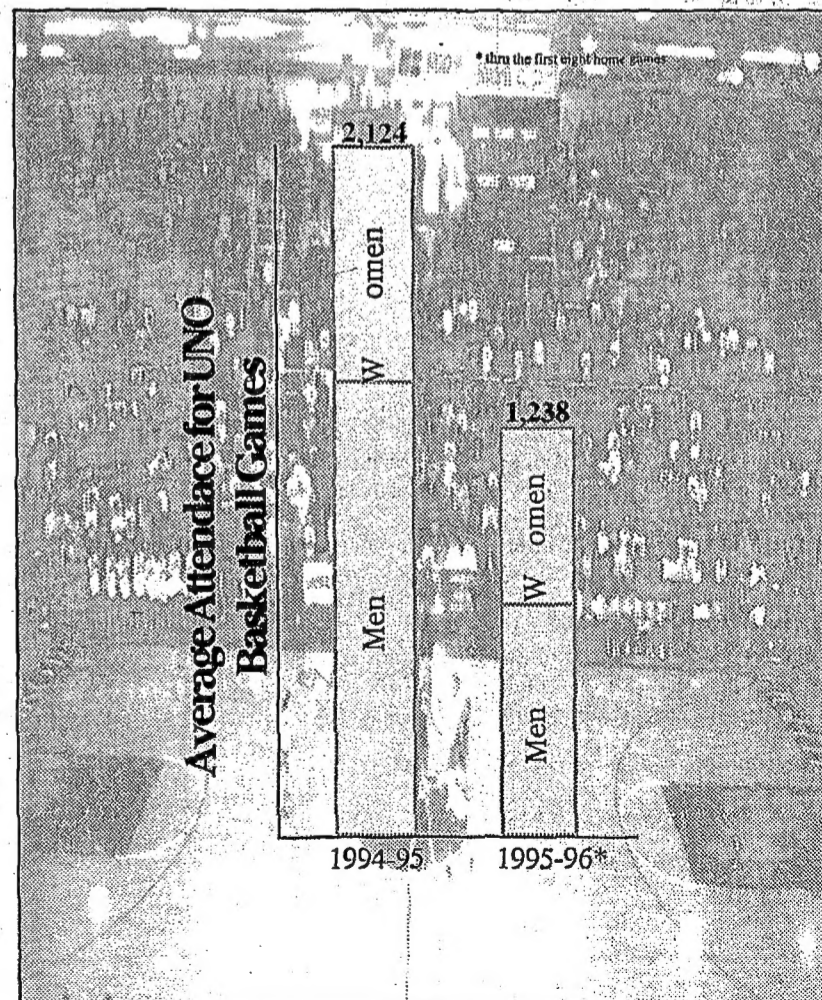 * thru the first eight home games
Average Attendace for UNO
Basketball Games
2,124
W omen
Men
1,238
W omen
Men
1994-95
1995-96*